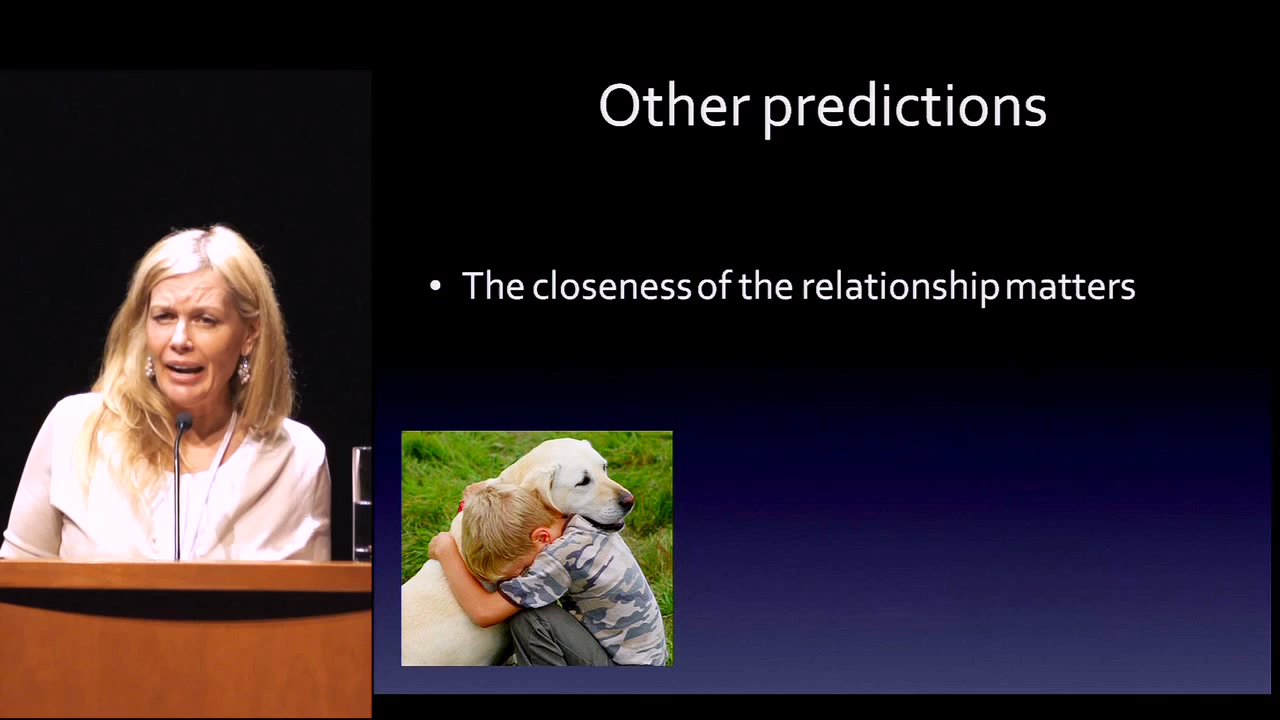 Other predictions
• The closeness of the relationship matters